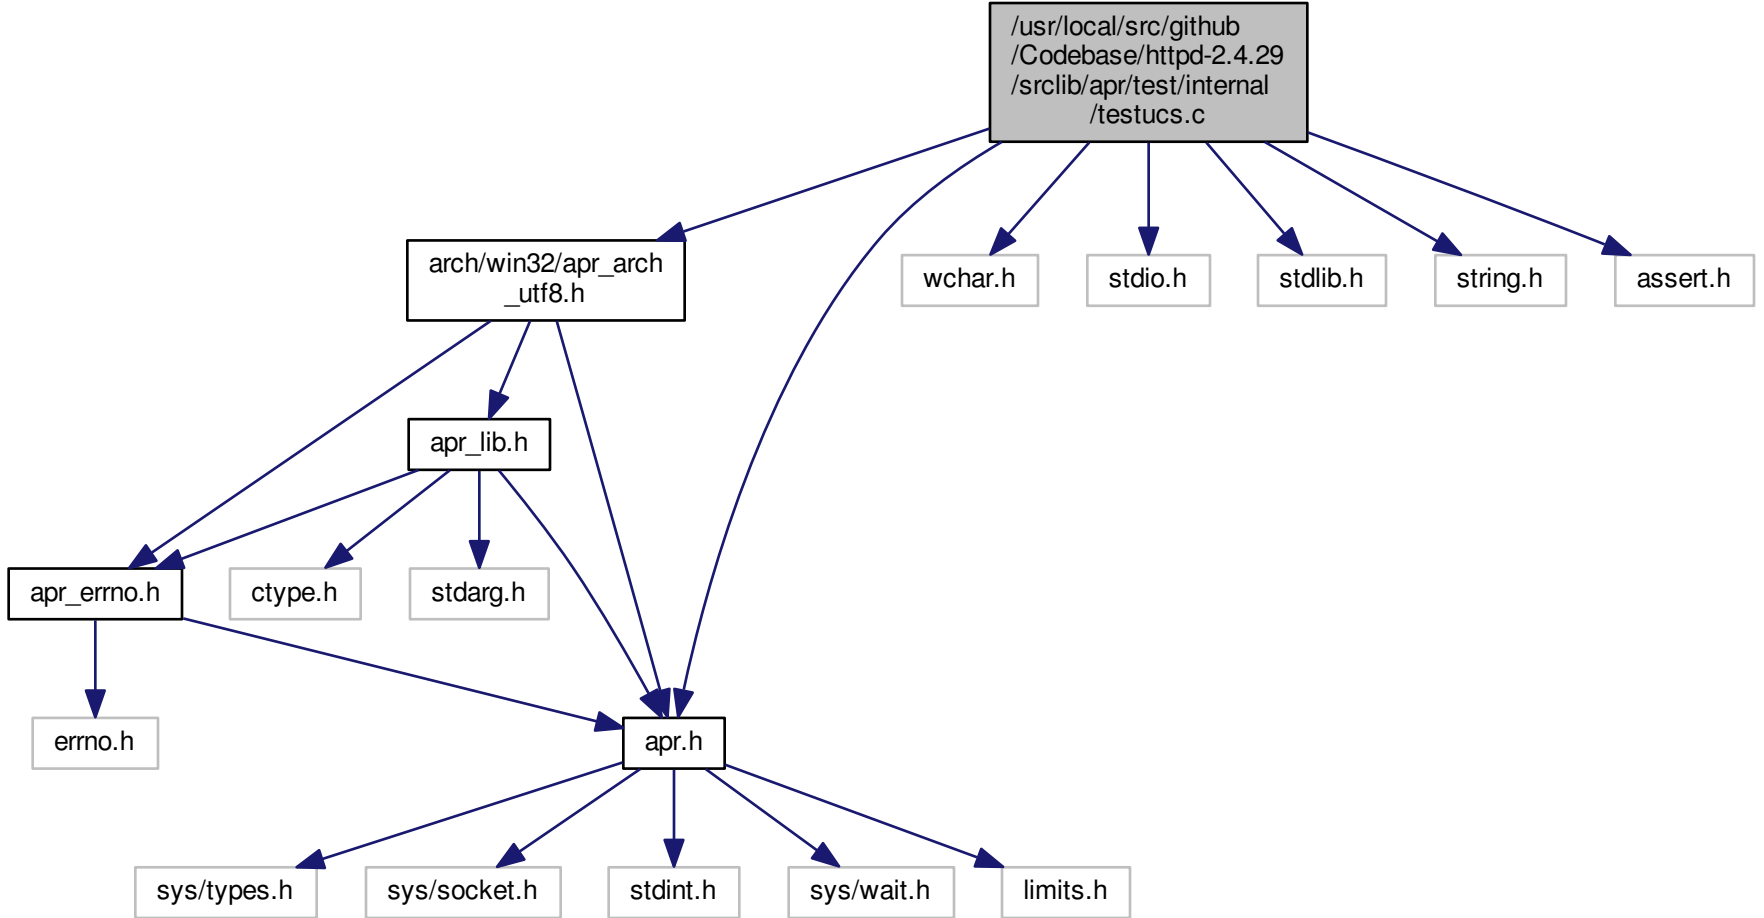 /usr/local/src/github
/Codebase/httpd-2.4.29
/srclib/apr/test/internal
/testucs.c
arch/win32/apr_arch
_utf8.h
wchar.h
stdio.h
stdlib.h
string.h
assert.h
apr_lib.h
apr_errno.h
ctype.h
stdarg.h
errno.h
apr.h
sys/types.h
sys/socket.h
stdint.h
sys/wait.h
limits.h